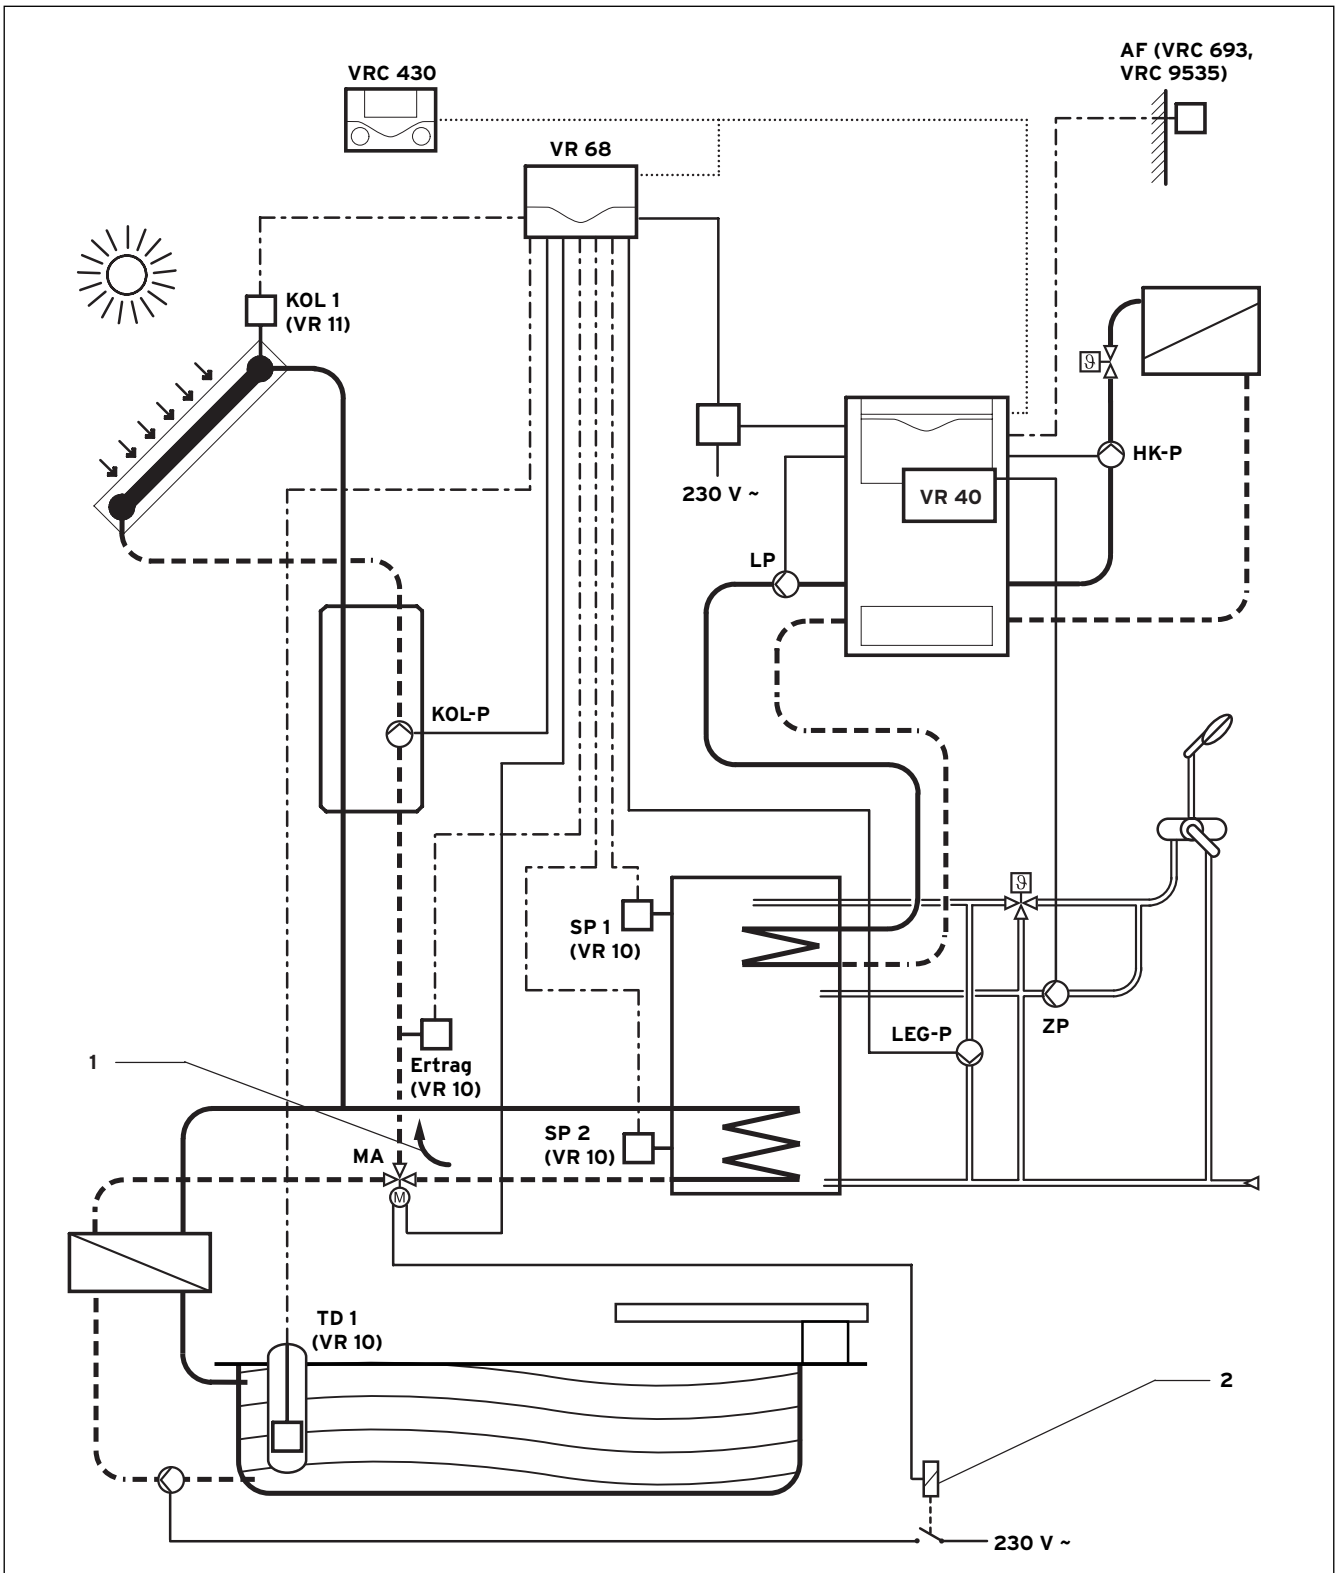 AF (VRC 693,
VRC 9535)
VRC 430
VR 68
KOL 1
(VR 11)
ϑ
HK-P
VR 40
230 V ~
LP
KOL-P
ϑ
SP 1
(VR 10)
ZP
LEG-P
1
Ertrag
(VR 10)
SP 2
(VR 10)
MA
M
TD 1
(VR 10)
2
230 V ~